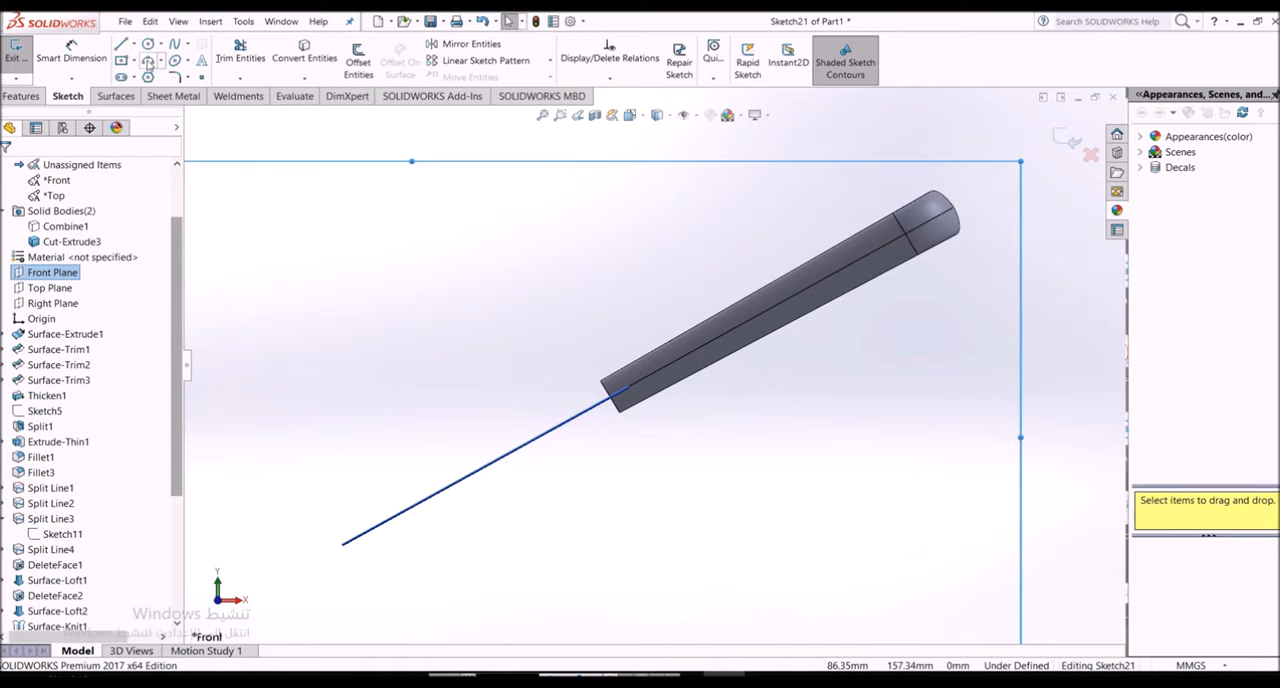 SOLIDWORKS File Edit View Insert Tools Window Help Sketch21 of Part1 * Search SOLIDWORKS Help
Exit ... Smart Dimension Trim Entities Convert Entities Offset Entities Offset On Surface Mirror Entities Linear Sketch Pattern Move Entities Display/Delete Relations Repair Sketch Qui... Rapid Sketch Instant2D Shaded Sketch Contours
Features Sketch Surfaces Sheet Metal Weldments Evaluate DimXpert SOLIDWORKS Add-Ins SOLIDWORKS MBD
Appearances, Scenes, and...
Appearances(color)
Scenes
Decals
Select items to drag and drop.
Unassigned Items
*Front
*Top
Solid Bodies(2)
Combine1
Cut-Extrude3
Material <not specified>
Front Plane
Top Plane
Right Plane
Origin
Surface-Extrude1
Surface-Trim1
Surface-Trim2
Surface-Trim3
Thicken1
Sketch5
Split1
Extrude-Thin1
Fillet1
Fillet3
Split Line1
Split Line2
Split Line3
Sketch11
Split Line4
DeleteFace1
Surface-Loft1
DeleteFace2
Surface-Loft2
Surface-Knit1
Y
X
تنشيط Windows
*Front
Model 3D Views Motion Study 1
SOLIDWORKS Premium 2017 x64 Edition 86.35mm 157.34mm 0mm Under Defined Editing Sketch21 MMGS